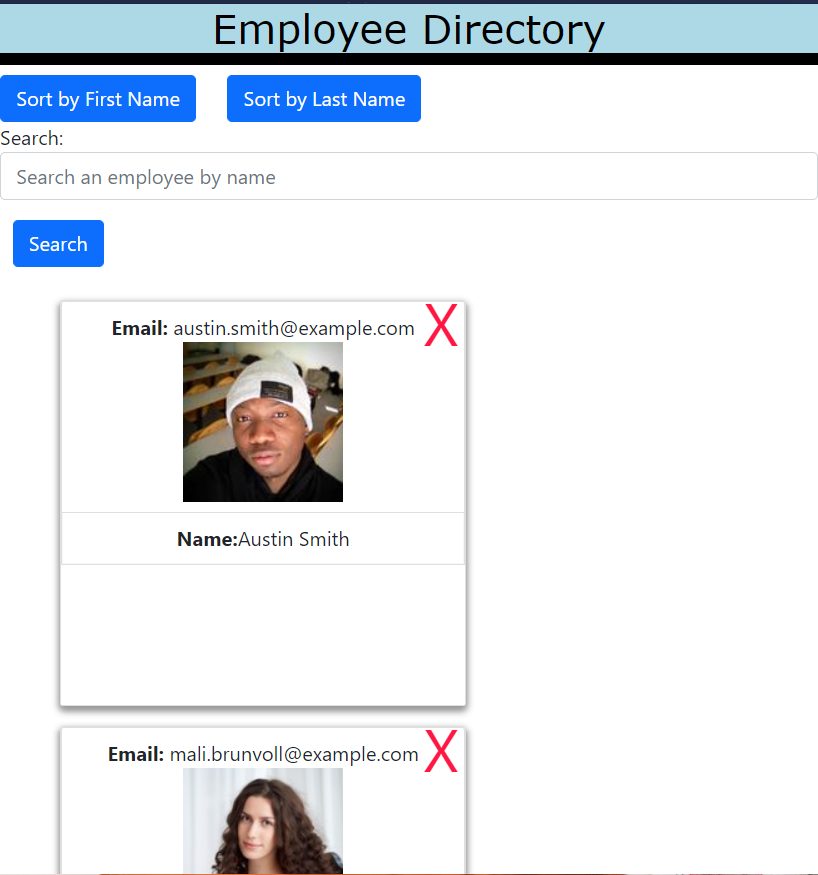 Employee Directory
Sort by First Name Sort by Last Name
Search:
Search an employee by name
Search
Email: austin.smith@example.com X
Name:Austin Smith
Email: mali.brunvoll@example.com X